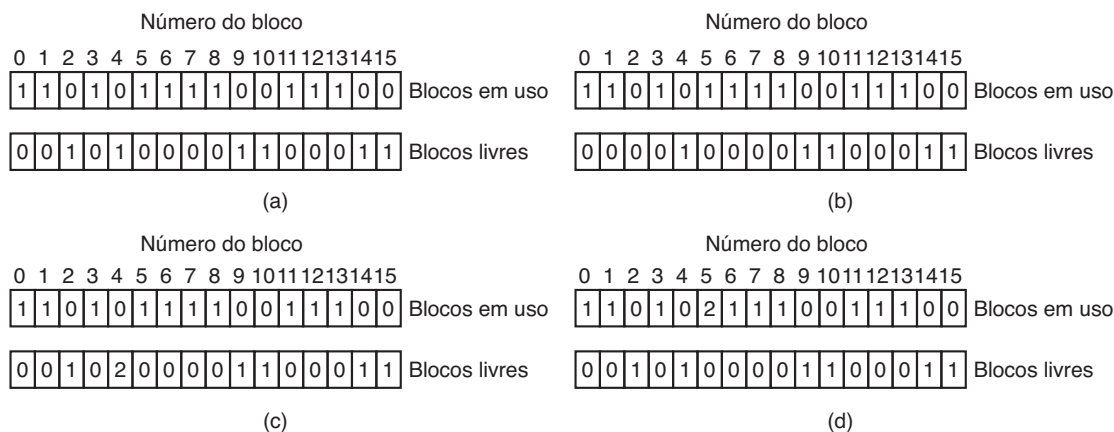 Número do bloco
0 1 2 3 4 5 6 7 8 9 10 11 12 13 14 15
1 1 0 1 0 1 1 1 1 0 0 1 1 1 0 0 Blocos em uso
0 0 1 0 1 0 0 0 0 1 1 0 0 0 1 1 Blocos livres
(a)
Número do bloco
0 1 2 3 4 5 6 7 8 9 10 11 12 13 14 15
1 1 0 1 0 1 1 1 1 0 0 1 1 1 0 0 Blocos em uso
0 0 0 0 1 0 0 0 0 1 1 0 0 0 1 1 Blocos livres
(b)
Número do bloco
0 1 2 3 4 5 6 7 8 9 10 11 12 13 14 15
1 1 0 1 0 1 1 1 1 0 0 1 1 1 0 0 Blocos em uso
0 0 1 0 2 0 0 0 0 1 1 0 0 0 1 1 Blocos livres
(c)
Número do bloco
0 1 2 3 4 5 6 7 8 9 10 11 12 13 14 15
1 1 0 1 0 2 1 1 1 0 0 1 1 1 0 0 Blocos em uso
0 0 1 0 1 0 0 0 0 1 1 0 0 0 1 1 Blocos livres
(d)